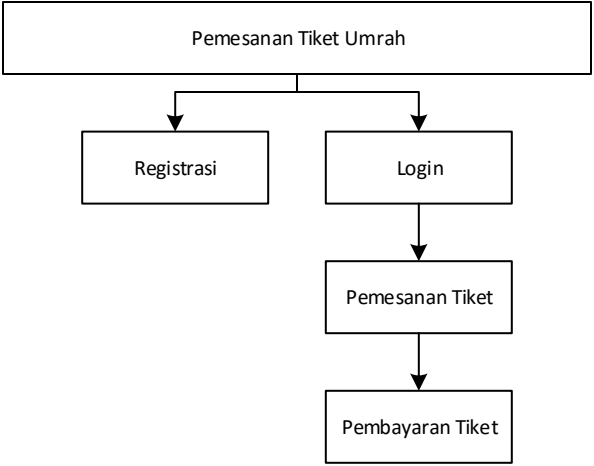 Pemesanan Tiket Umrah
Registrasi
Login
Pemesanan Tiket
Pembayaran Tiket